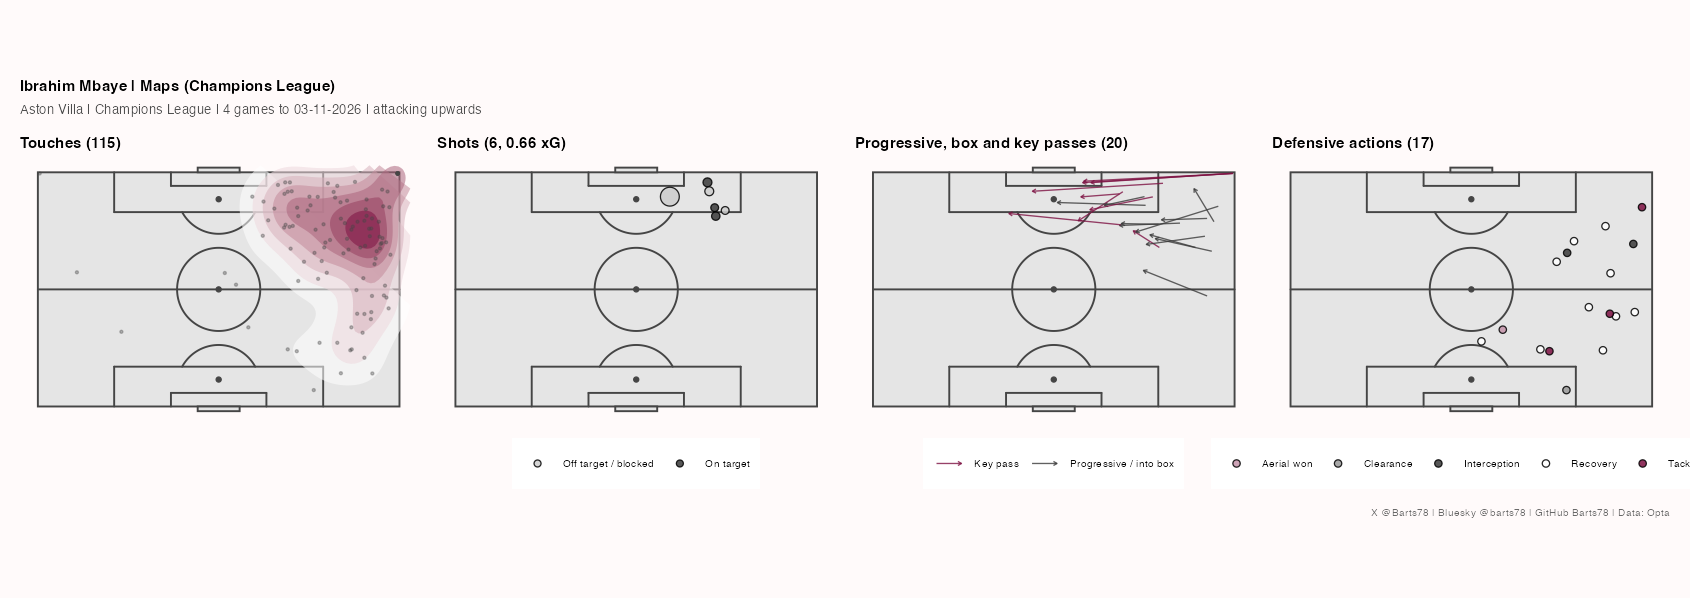 Ibrahim Mbaye | Maps (Champions League)
Aston Villa | Champions League | 4 games to 03-11-2026 | attacking upwards
Touches (115)
Shots (6, 0.66 xG)
Progressive, box and key passes (20)
Defensive actions (17)
Off target / blocked
On target
Key pass
Progressive / into box
Aerial won
Clearance
Interception
Recovery
Tack
X @Barts78 | Bluesky @barts78 | GitHub Barts78 | Data: Opta